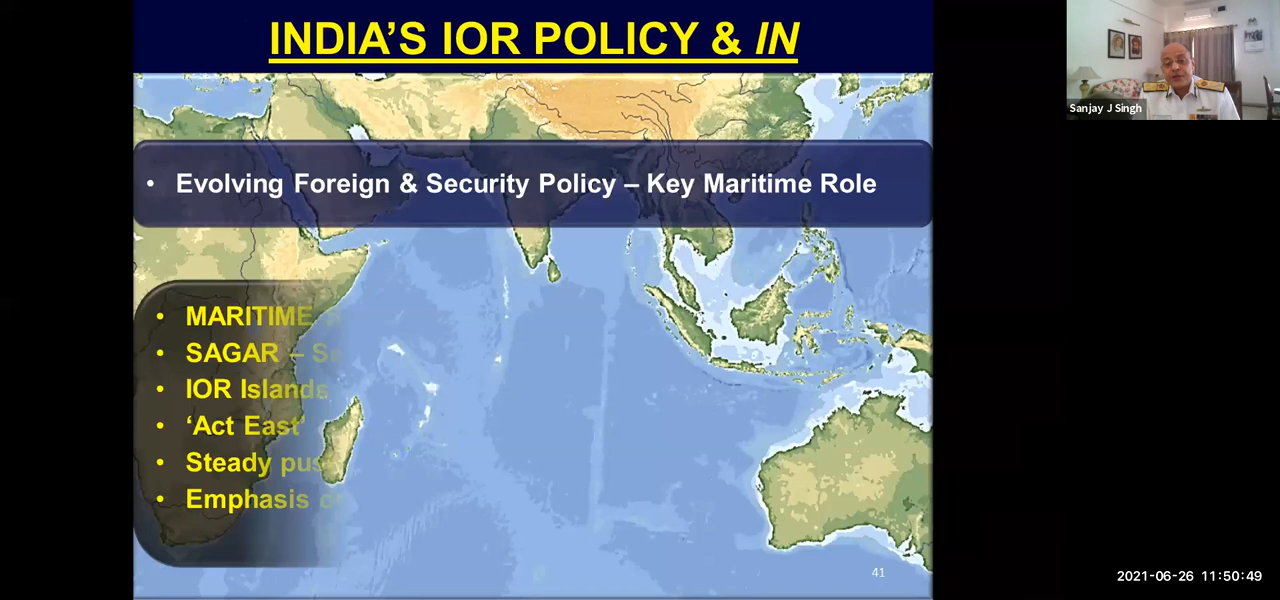 INDIA'S IOR POLICY & IN
Sanjay J Singh
• Evolving Foreign & Security Policy – Key Maritime Role
• MARITIME
• SAGAR –
• IOR Islands
• 'Act East'
• Steady
• Emphasis
41
2021-06-26 11:50:49